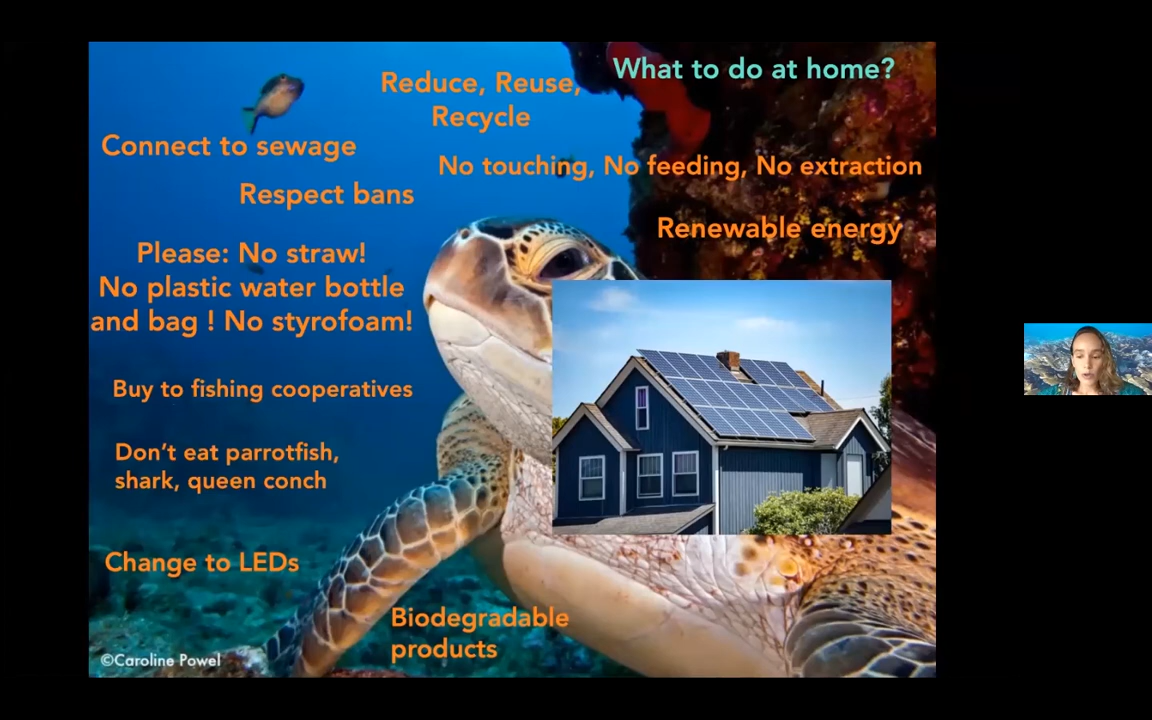 What to do at home?
Reduce, Reuse,
Recycle
Connect to sewage
No touching, No feeding, No extraction
Respect bans
Renewable energy
Please: No straw!
No plastic water bottle
and bag ! No styrofoam!
Buy to fishing cooperatives
Don’t eat parrotfish,
shark, queen conch
Change to LEDs
Biodegradable
products
©Caroline Powel